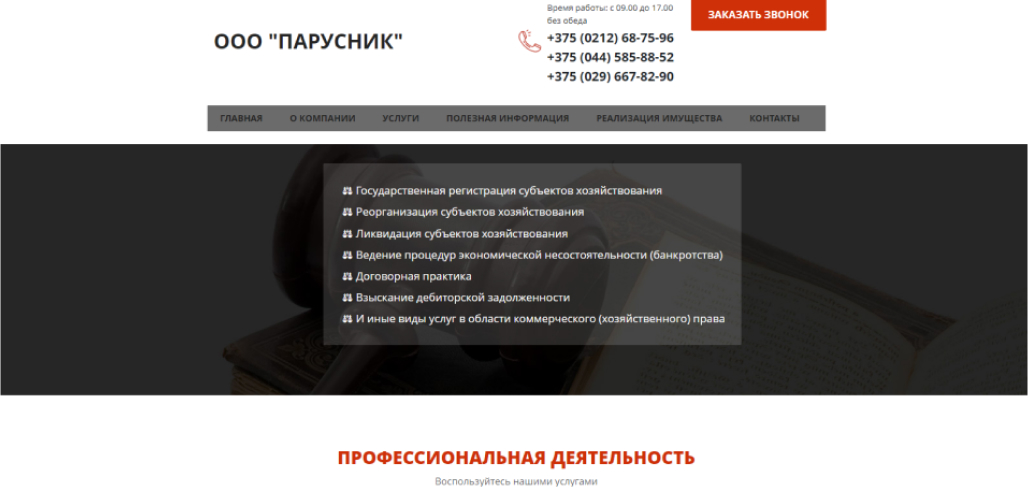 Время работы: с 09.00 до 17.00
без обеда
ЗАКАЗАТЬ ЗВОНОК
ООО "ПАРУСНИК"
+375 (0212) 68-75-96
+375 (044) 585-88-52
+375 (029) 667-82-90
ГЛАВНАЯ О КОМПАНИИ УСЛУГИ ПОЛЕЗНАЯ ИНФОРМАЦИЯ РЕАЛИЗАЦИЯ ИМУЩЕСТВА КОНТАКТЫ
Государственная регистрация субъектов хозяйствования
Реорганизация субъектов хозяйствования
Ликвидация субъектов хозяйствования
Ведение процедур экономической несостоятельности (банкротства)
Договорная практика
Взыскание дебиторской задолженности
И иные виды услуг в области коммерческого (хозяйственного) права
ПРОФЕССИОНАЛЬНАЯ ДЕЯТЕЛЬНОСТЬ
Воспользуйтесь нашими услугами